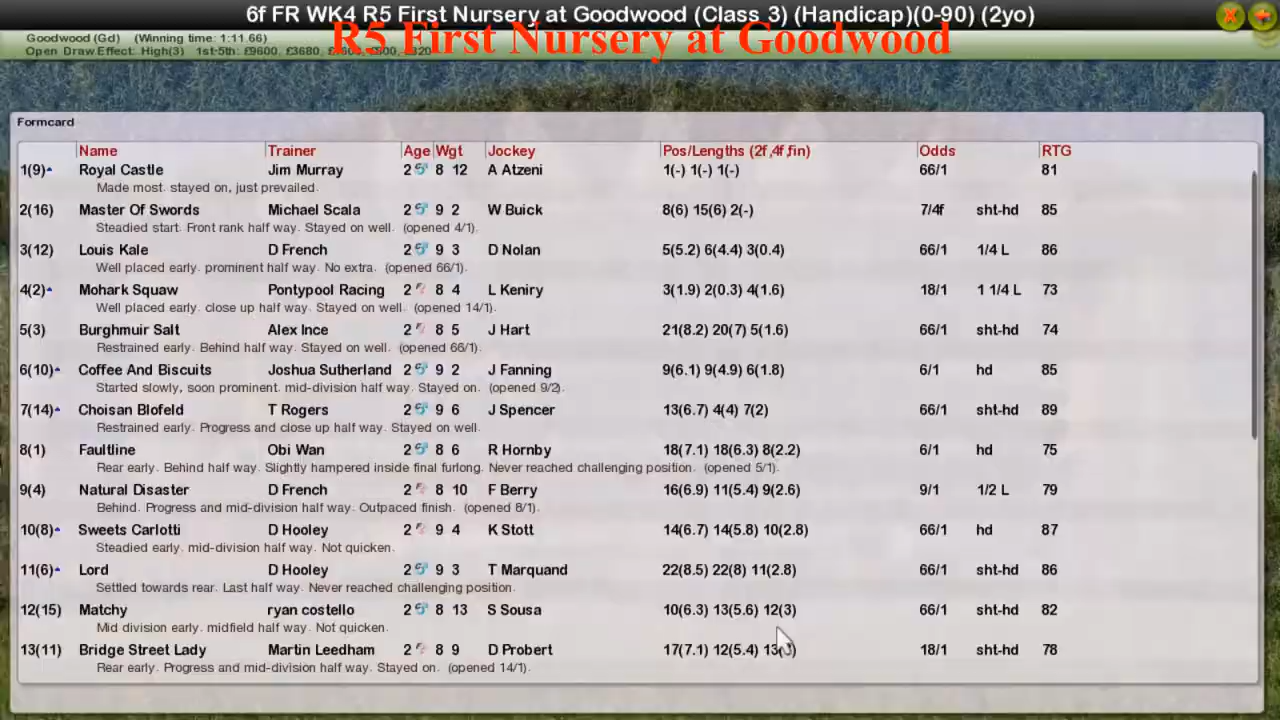 6f FR WK4 R5 First Nursery at Goodwood (Class 3) (Handicap)(0-90) (2yo)
R5 First Nursery at Goodwood
Goodwood (Gd) (Winning time: 1:11.66)
Open Draw Effect: High(3) 1st-5th: £9600, £3680,
Formcard
Name Trainer Age Wgt Jockey Pos/Lengths (2f,4f,fin) Odds RTG
1(9) Royal Castle Jim Murray 2 8 12 A Atzeni 1(-) 1(-) 1(-) 66/1 81
Made most. stayed on, just prevailed.
2(16) Master Of Swords Michael Scala 2 9 2 W Buick 8(6) 15(6) 2(-) 7/4f sht-hd 85
Steadied start. Front rank half way. Stayed on well. (opened 4/1).
3(12) Louis Kale D French 2 9 3 D Nolan 5(5.2) 6(4.4) 3(0.4) 66/1 1/4 L 86
Well placed early. prominent half way. No extra. (opened 66/1).
4(2) Mohark Squaw Pontypool Racing 2 8 4 L Keniry 3(1.9) 2(0.3) 4(1.6) 18/1 1 1/4 L 73
Well placed early. close up half way. Stayed on well. (opened 14/1).
5(3) Burghmuir Salt Alex Ince 2 8 5 J Hart 21(8.2) 20(7) 5(1.6) 66/1 sht-hd 74
Restrained early. Behind half way. Stayed on well. (opened 66/1).
6(10) Coffee And Biscuits Joshua Sutherland 2 9 2 J Fanning 9(6.1) 9(4.9) 6(1.8) 6/1 hd 85
Started slowly, soon prominent. mid-division half way. Stayed on. (opened 9/2).
7(14) Choisan Blofeld T Rogers 2 9 6 J Spencer 13(6.7) 4(4) 7(2) 66/1 sht-hd 89
Restrained early. Progress and close up half way. Stayed on well.
8(1) Faultline Obi Wan 2 8 6 R Hornby 18(7.1) 18(6.3) 8(2.2) 6/1 hd 75
Rear early. Behind half way. Slightly hampered inside final furlong. Never reached challenging position. (opened 5/1).
9(4) Natural Disaster D French 2 8 10 F Berry 16(6.9) 11(5.4) 9(2.6) 9/1 1/2 L 79
Behind. Progress and mid-division half way. Outpaced finish. (opened 8/1).
10(8) Sweets Carlotti D Hooley 2 9 4 K Stott 14(6.7) 14(5.8) 10(2.8) 66/1 hd 87
Steadied early. mid-division half way. Not quicken.
11(6) Lord D Hooley 2 9 3 T Marquand 22(8.5) 22(8) 11(2.8) 66/1 sht-hd 86
Settled towards rear. Last half way. Never reached challenging position.
12(15) Matchy ryan costello 2 8 13 S Sousa 10(6.3) 13(5.6) 12(3) 66/1 sht-hd 82
Mid division early. midfield half way. Not quicken.
13(11) Bridge Street Lady Martin Leedham 2 8 9 D Probert 17(7.1) 12(5.4) 18/1 sht-hd 78
Rear early. Progress and mid-division half way. Stayed on. (opened 14/1).